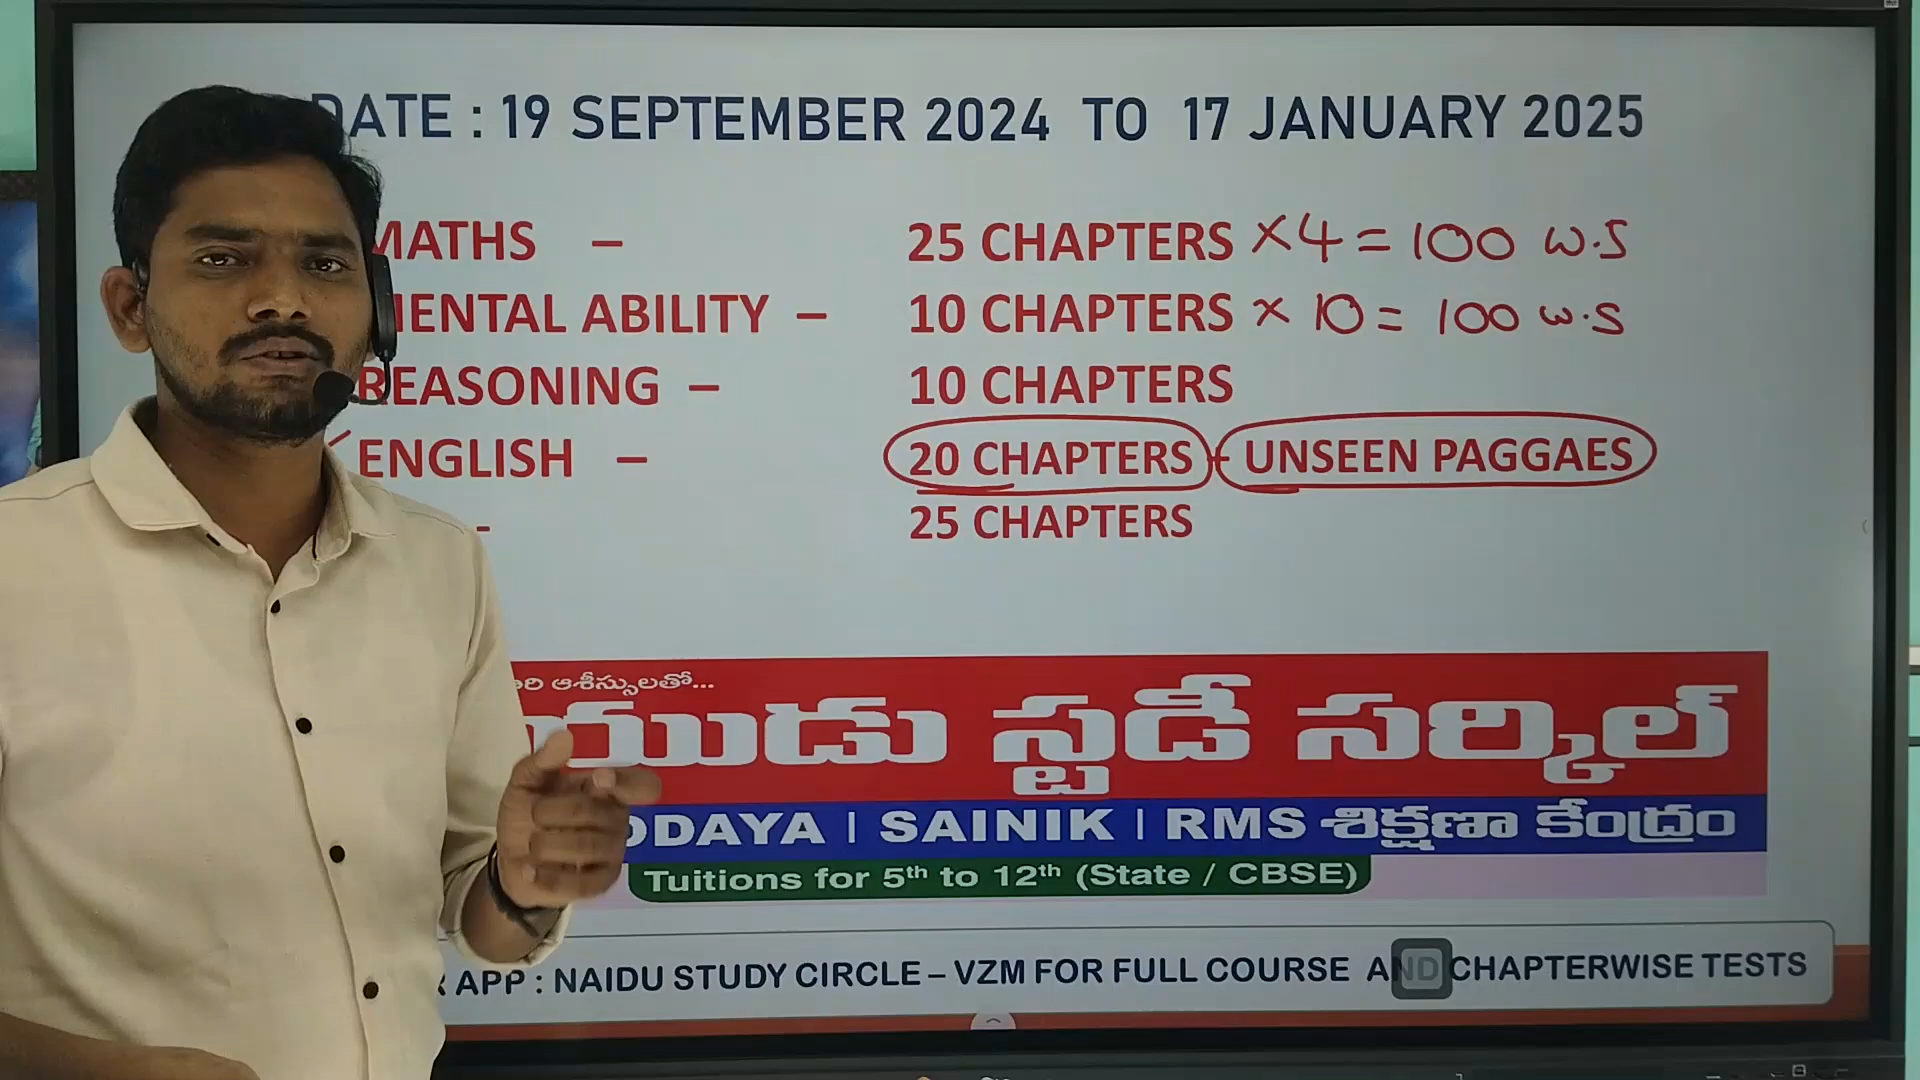 DATE : 19 SEPTEMBER 2024 TO 17 JANUARY 2025
MATHS – 25 CHAPTERS ×4 = 100 W.S
MENTAL ABILITY – 10 CHAPTERS × 10 = 100 W.S
REASONING – 10 CHAPTERS
✓ENGLISH – 20 CHAPTERS - UNSEEN PAGGAES
- 25 CHAPTERS
ఆశీస్సులతో...
స్టడీ సర్కిల్
SAINIK | RMS శిక్షణా కేంద్రం
Tuitions for 5th to 12th (State / CBSE)
APP : NAIDU STUDY CIRCLE – VZM FOR FULL COURSE AND CHAPTERWISE TESTS